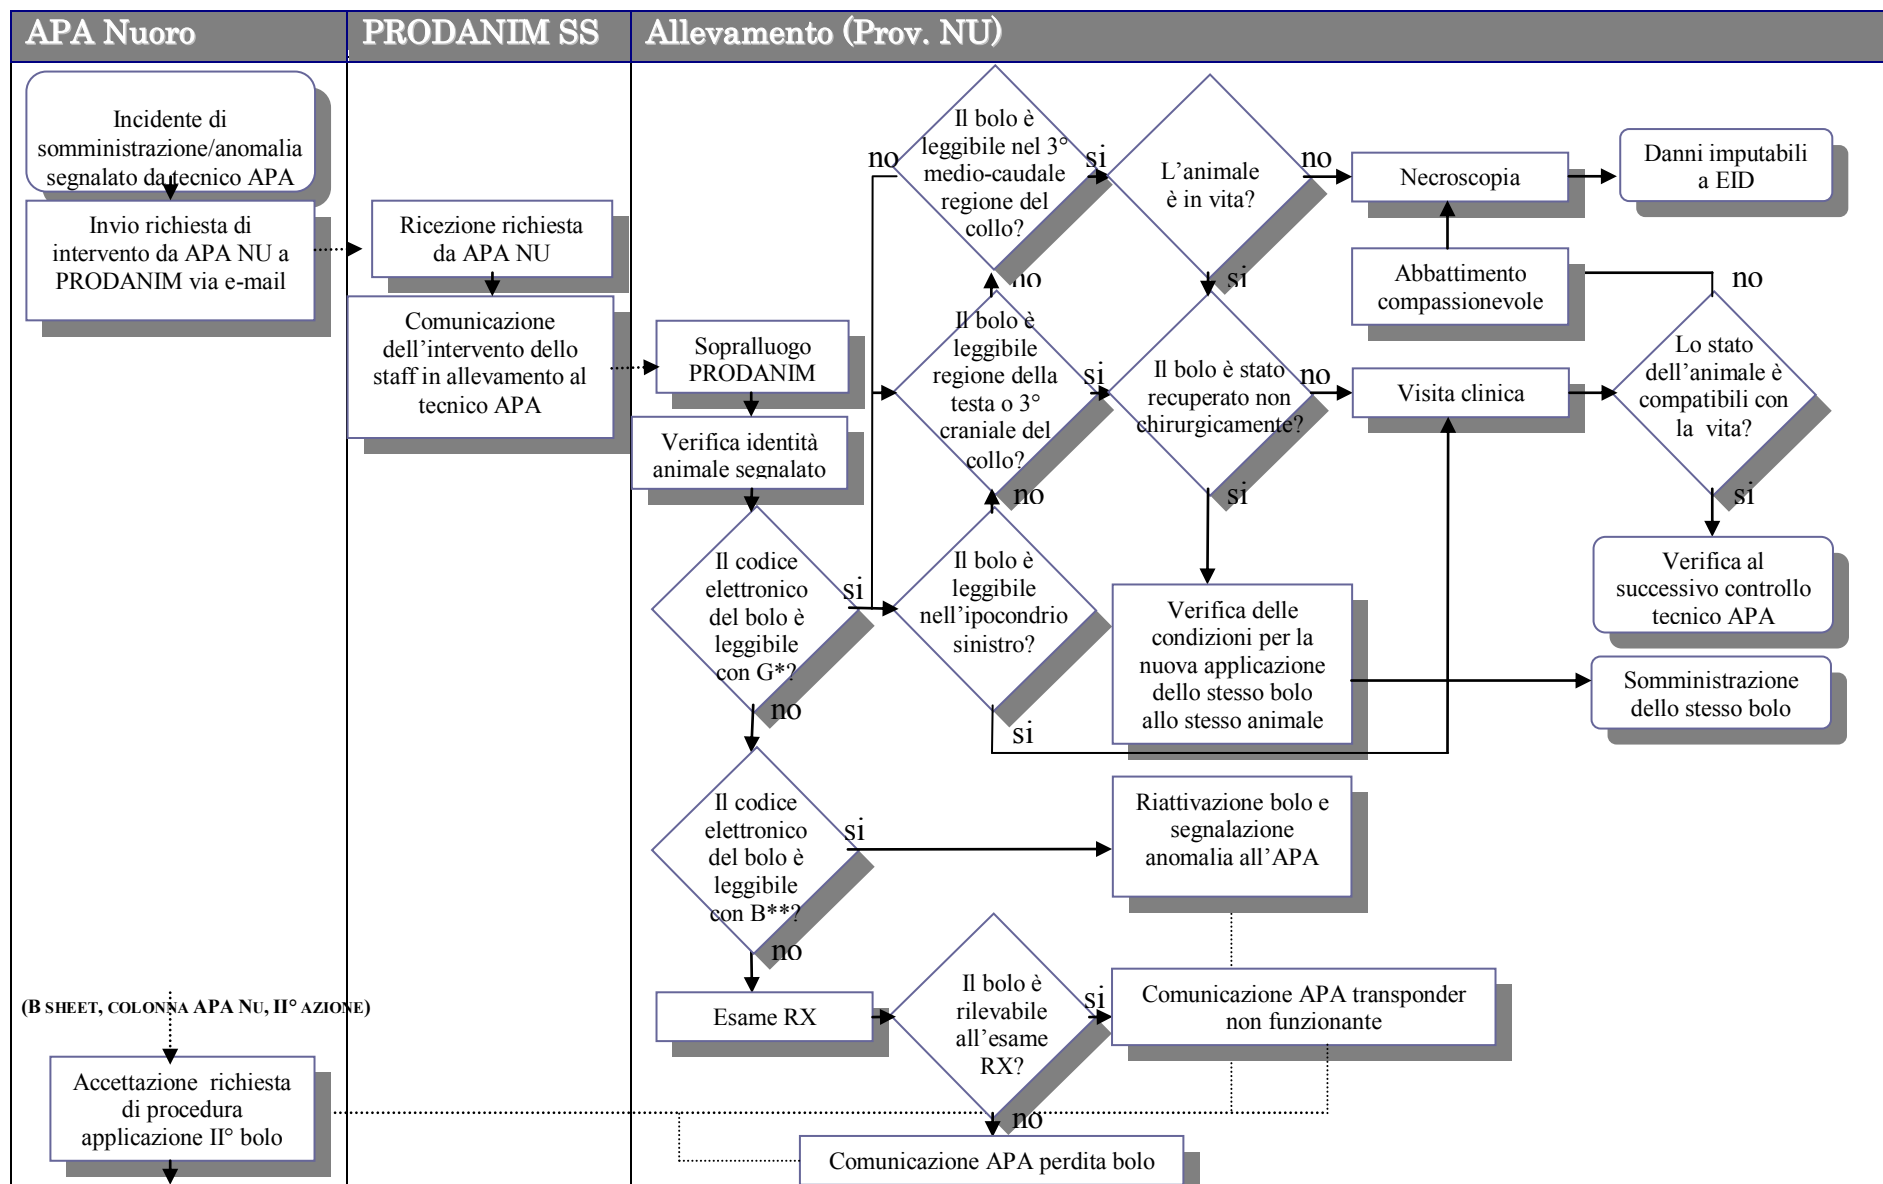 APA Nuoro
PRODANIM SS
Allevamento (Prov. NU)
Incidente di
somministrazione/anomalia
segnalato da tecnico APA
Invio richiesta di
intervento da APA NU a
PRODANIM via e-mail
Ricezione richiesta
da APA NU
Comunicazione
dell'intervento dello
staff in allevamento al
tecnico APA
Sopralluogo
PRODANIM
Verifica identità
animale segnalato
Il codice
elettronico
del bolo è
leggibile
con G*?
si
no
Il codice
elettronico
del bolo è
leggibile
con B**?
si
no
Esame RX
Il bolo è
leggibile nel 3°
medio-caudale
regione del
collo?
no
si
no
Il bolo è
leggibile
regione della
testa o 3°
craniale del
collo?
si
no
Il bolo è
leggibile
nell'ipocondrio
sinistro?
si
L'animale
è in vita?
no
si
Il bolo è stato
recuperato non
chirurgicamente?
no
si
Necroscopia
Danni imputabili
a EID
Abbattimento
compassionevole
no
Visita clinica
Lo stato
dell'animale è
compatibili con
la vita?
si
Verifica al
successivo controllo
tecnico APA
Verifica delle
condizioni per la
nuova applicazione
dello stesso bolo
allo stesso animale
Somministrazione
dello stesso bolo
Riattivazione bolo e
segnalazione
anomalia all'APA
Il bolo è
rilevabile
all'esame
RX?
si
no
Comunicazione APA transponder
non funzionante
Comunicazione APA perdita bolo
(B SHEET, COLONNA APA NU, II° AZIONE)
Accettazione richiesta
di procedura
applicazione II° bolo